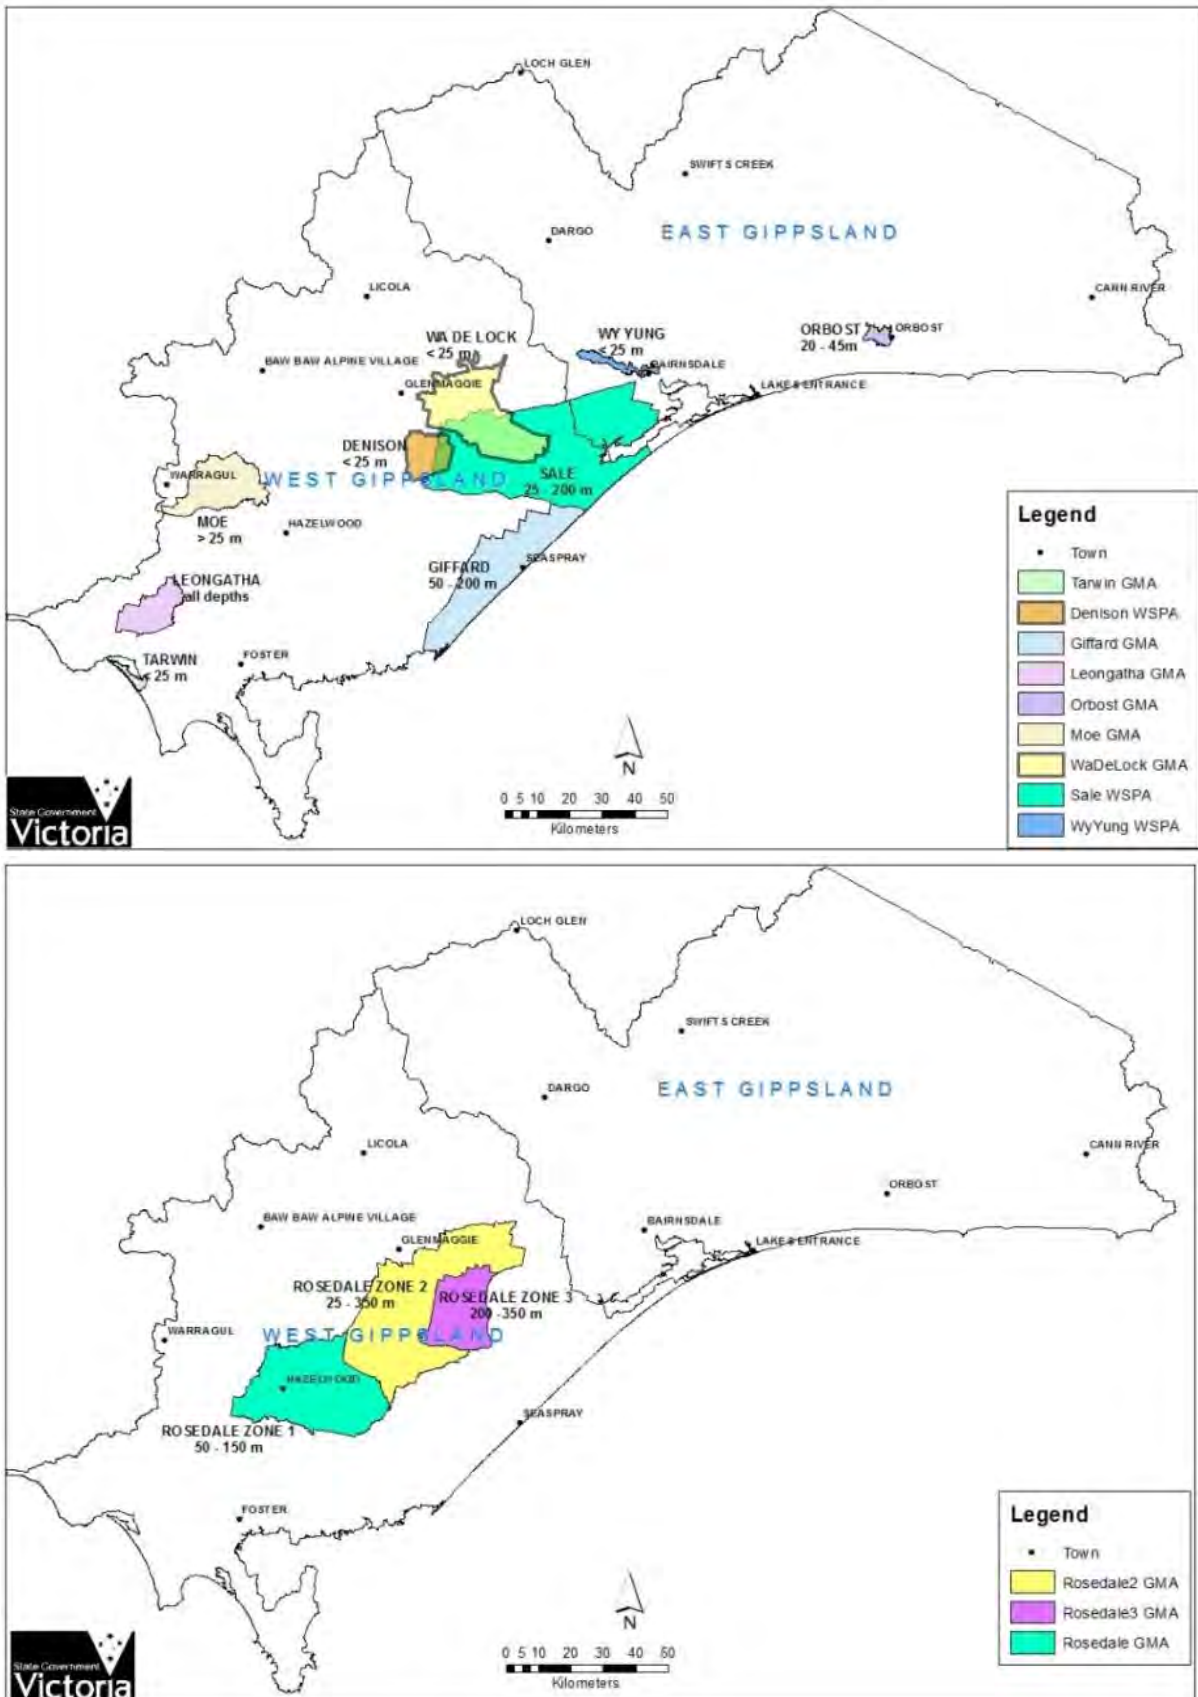 LOCH GLEN
SWIFTS CREEK
DARGO
EAST GIPPSLAND
LICOLA
CANN RIVER
WA DE LOCK
< 25 m
WY YUNG
< 25 m
ORBOST
20 - 45m
ORBOST
BAW BAW ALPINE VILLAGE
BAIRNSDALE
GLENMAGGIE
LAKES ENTRANCE
DENISON
< 25 m
WARRAGUL
WEST GIPPSLAND
SALE
25 - 200 m
MOE
> 25 m
HAZELWOOD
GIFFARD
50 - 200 m
SEASPRAY
LEONGATHA
all depths
TARWIN
< 25 m
FOSTER
N
0 5 10 20 30 40 50
Kilometers
State Government
Victoria
Legend
Town
Tarwin GMA
Denison WSPA
Giffard GMA
Leongatha GMA
Orbost GMA
Moe GMA
WaDeLock GMA
Sale WSPA
WyYung WSPA
LOCH GLEN
SWIFTS CREEK
DARGO
EAST GIPPSLAND
LICOLA
CANN RIVER
ORBOST
BAW BAW ALPINE VILLAGE
BAIRNSDALE
GLENMAGGIE
LAKES ENTRANCE
ROSEDALE ZONE 2
25 - 350 m
ROSEDALE ZONE 3
200 - 350 m
WARRAGUL
WEST GIPPSLAND
HAZELWOOD
ROSEDALE ZONE 1
50 - 150 m
SEASPRAY
FOSTER
N
0 5 10 20 30 40 50
Kilometers
State Government
Victoria
Legend
Town
Rosedale2 GMA
Rosedale3 GMA
Rosedale GMA